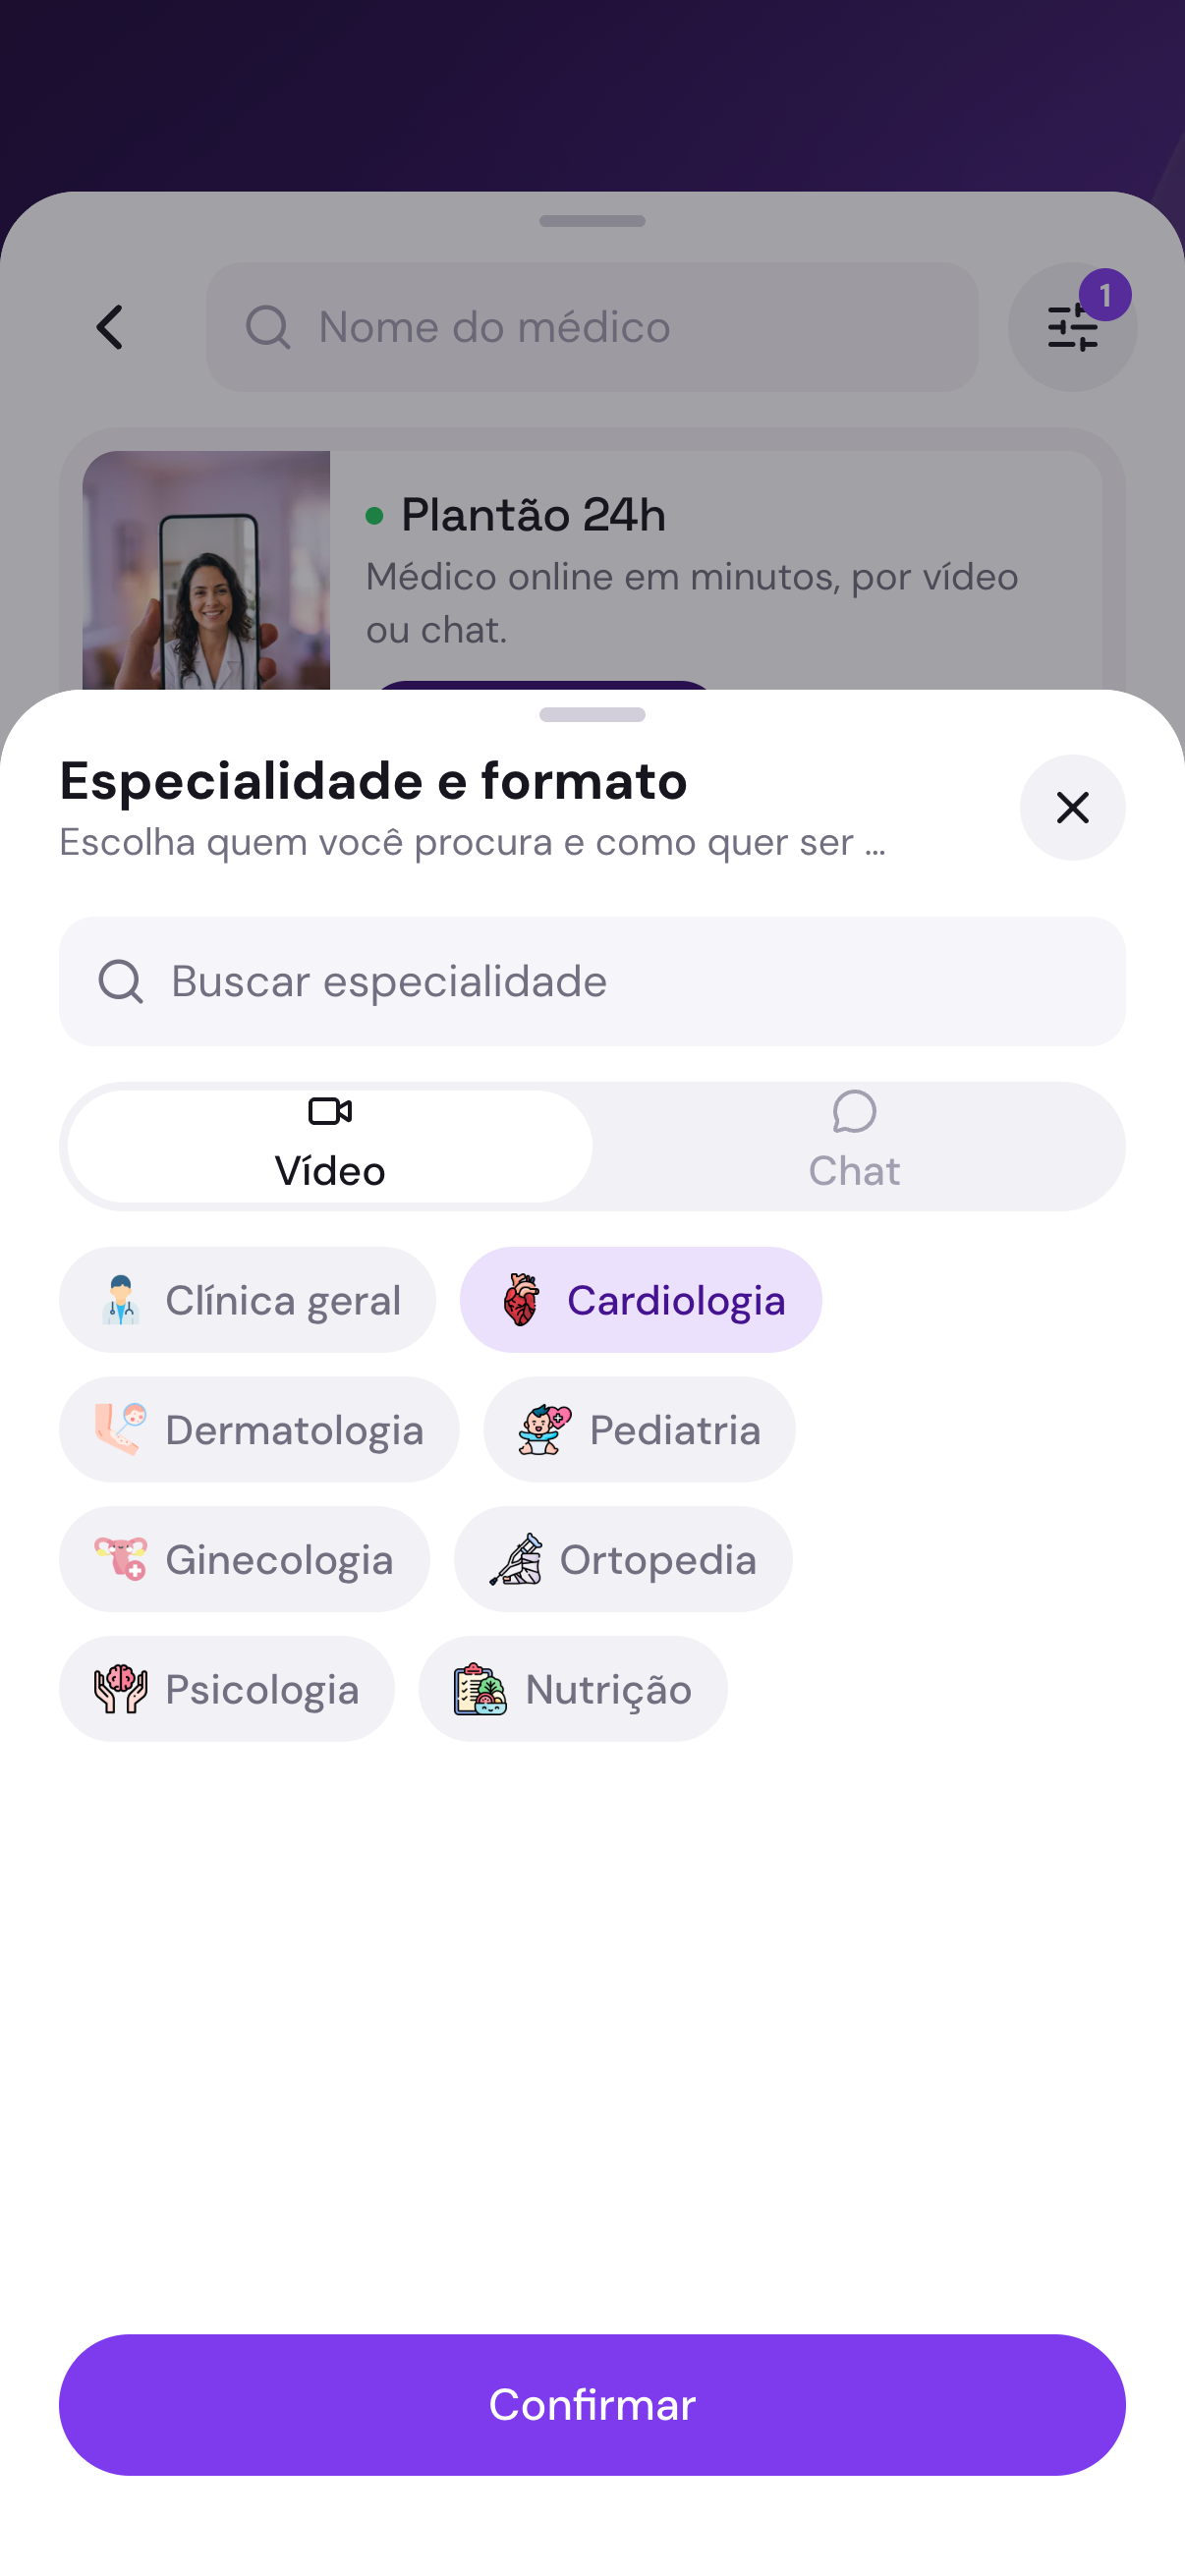 Nome do médico
1
Plantão 24h
Médico online em minutos, por vídeo
ou chat.
Especialidade e formato
Escolha quem você procura e como quer ser ...
Buscar especialidade
Vídeo
Chat
Clínica geral
Cardiologia
Dermatologia
Pediatria
Ginecologia
Ortopedia
Psicologia
Nutrição
Confirmar